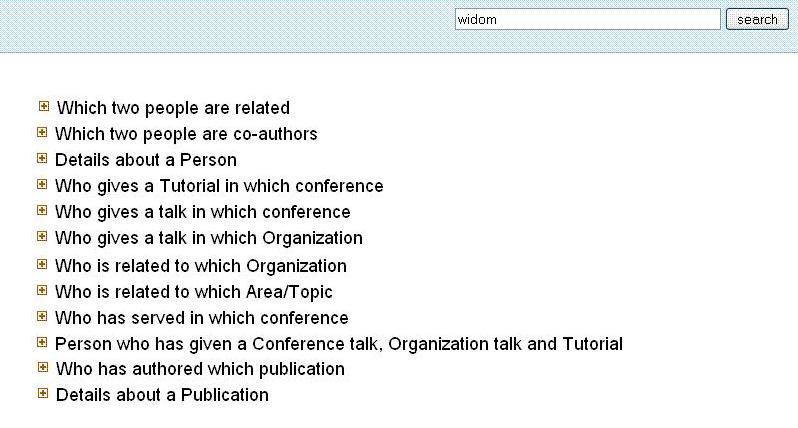 widom search
Which two people are related
Which two people are co-authors
Details about a Person
Who gives a Tutorial in which conference
Who gives a talk in which conference
Who gives a talk in which Organization
Who is related to which Organization
Who is related to which Area/Topic
Who has served in which conference
Person who has given a Conference talk, Organization talk and Tutorial
Who has authored which publication
Details about a Publication